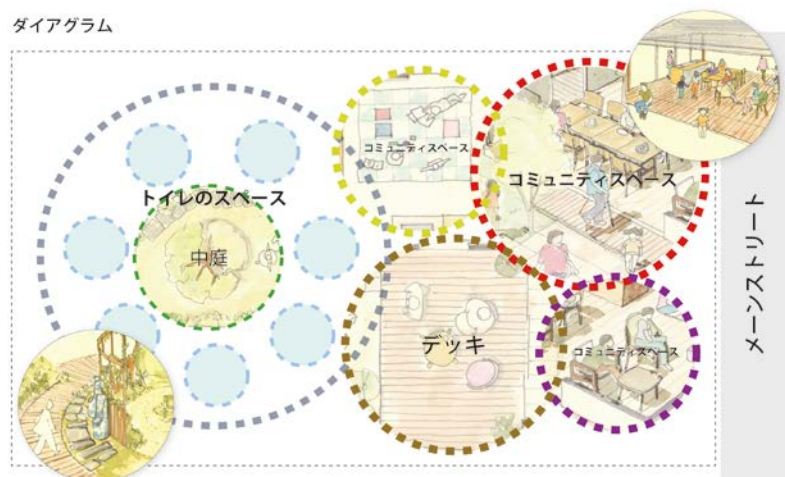 ダイアグラム
コミュニティスペース
コミュニティスペース
トイレのスペース
中庭
デッキ
コミュニティスペース
メーンストリート